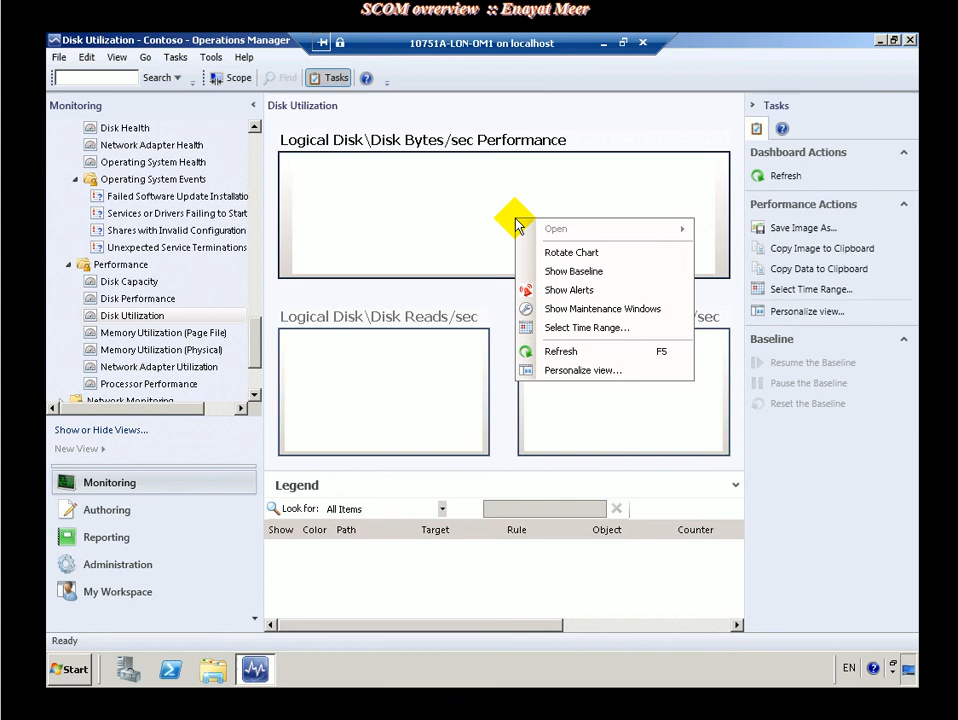 SCOM ovrerview :: Enayat Meer
Disk Utilization - Contoso - Operations Manager
10751A-LON-OM1 on localhost
File Edit View Go Tasks Tools Help
Search Scope Find Tasks
Monitoring
Disk Health
Network Adapter Health
Operating System Health
Operating System Events
Failed Software Update Installatio
Services or Drivers Failing to Start
Shares with Invalid Configuration
Unexpected Service Terminations
Performance
Disk Capacity
Disk Performance
Disk Utilization
Memory Utilization (Page File)
Memory Utilization (Physical)
Network Adapter Utilization
Processor Performance
Network Monitoring
Show or Hide Views...
New View
Monitoring
Authoring
Reporting
Administration
My Workspace
Disk Utilization
Logical Disk\Disk Bytes/sec Performance
Logical Disk\Disk Reads/sec
/sec
Open
Rotate Chart
Show Baseline
Show Alerts
Show Maintenance Windows
Select Time Range...
Refresh F5
Personalize view...
Legend
Look for: All Items
Show Color Path Target Rule Object Counter
Tasks
Dashboard Actions
Refresh
Performance Actions
Save Image As...
Copy Image to Clipboard
Copy Data to Clipboard
Select Time Range...
Personalize view...
Baseline
Resume the Baseline
Pause the Baseline
Reset the Baseline
Ready
Start
EN